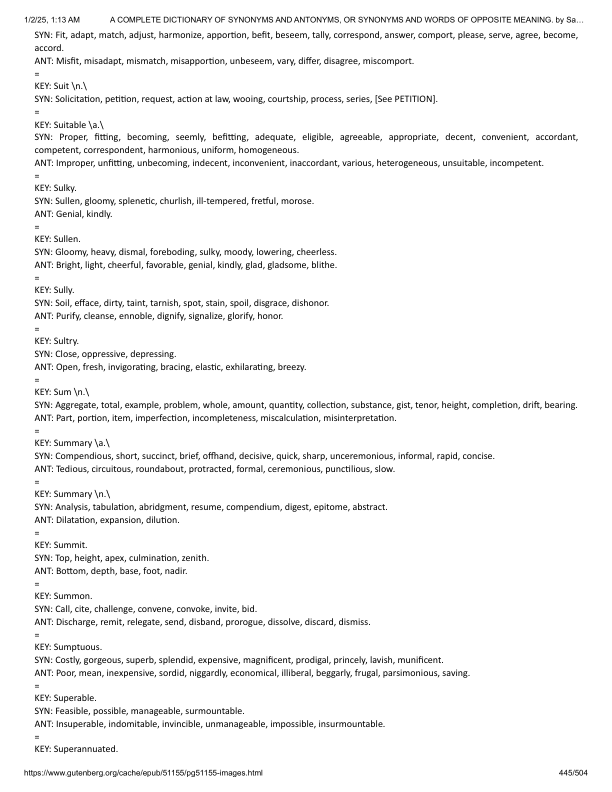 1/2/25, 1:13 AM A COMPLETE DICTIONARY OF SYNONYMS AND ANTONYMS, OR SYNONYMS AND WORDS OF OPPOSITE MEANING. by Sa…
SYN: Fit, adapt, match, adjust, harmonize, apportion, befit, beseem, tally, correspond, answer, comport, please, serve, agree, become,
accord.
ANT: Misfit, misadapt, mismatch, misapportion, unbeseem, vary, differ, disagree, miscomport.
=
KEY: Suit \n.\
SYN: Solicitation, petition, request, action at law, wooing, courtship, process, series, [See PETITION].
=
KEY: Suitable \a.\
SYN: Proper, fitting, becoming, seemly, befitting, adequate, eligible, agreeable, appropriate, decent, convenient, accordant,
competent, correspondent, harmonious, uniform, homogeneous.
ANT: Improper, unfitting, unbecoming, indecent, inconvenient, inaccordant, various, heterogeneous, unsuitable, incompetent.
=
KEY: Sulky.
SYN: Sullen, gloomy, splenetic, churlish, ill-tempered, fretful, morose.
ANT: Genial, kindly.
=
KEY: Sullen.
SYN: Gloomy, heavy, dismal, foreboding, sulky, moody, lowering, cheerless.
ANT: Bright, light, cheerful, favorable, genial, kindly, glad, gladsome, blithe.
=
KEY: Sully.
SYN: Soil, efface, dirty, taint, tarnish, spot, stain, spoil, disgrace, dishonor.
ANT: Purify, cleanse, ennoble, dignify, signalize, glorify, honor.
=
KEY: Sultry.
SYN: Close, oppressive, depressing.
ANT: Open, fresh, invigorating, bracing, elastic, exhilarating, breezy.
=
KEY: Sum \n.\
SYN: Aggregate, total, example, problem, whole, amount, quantity, collection, substance, gist, tenor, height, completion, drift, bearing.
ANT: Part, portion, item, imperfection, incompleteness, miscalculation, misinterpretation.
=
KEY: Summary \a.\
SYN: Compendious, short, succinct, brief, offhand, decisive, quick, sharp, unceremonious, informal, rapid, concise.
ANT: Tedious, circuitous, roundabout, protracted, formal, ceremonious, punctilious, slow.
=
KEY: Summary \n.\
SYN: Analysis, tabulation, abridgment, resume, compendium, digest, epitome, abstract.
ANT: Dilatation, expansion, dilution.
=
KEY: Summit.
SYN: Top, height, apex, culmination, zenith.
ANT: Bottom, depth, base, foot, nadir.
=
KEY: Summon.
SYN: Call, cite, challenge, convene, convoke, invite, bid.
ANT: Discharge, remit, relegate, send, disband, prorogue, dissolve, discard, dismiss.
=
KEY: Sumptuous.
SYN: Costly, gorgeous, superb, splendid, expensive, magnificent, prodigal, princely, lavish, munificent.
ANT: Poor, mean, inexpensive, sordid, niggardly, economical, illiberal, beggarly, frugal, parsimonious, saving.
=
KEY: Superable.
SYN: Feasible, possible, manageable, surmountable.
ANT: Insuperable, indomitable, invincible, unmanageable, impossible, insurmountable.
=
KEY: Superannuated.
https://www.gutenberg.org/cache/epub/51155/pg51155-images.html 445/504